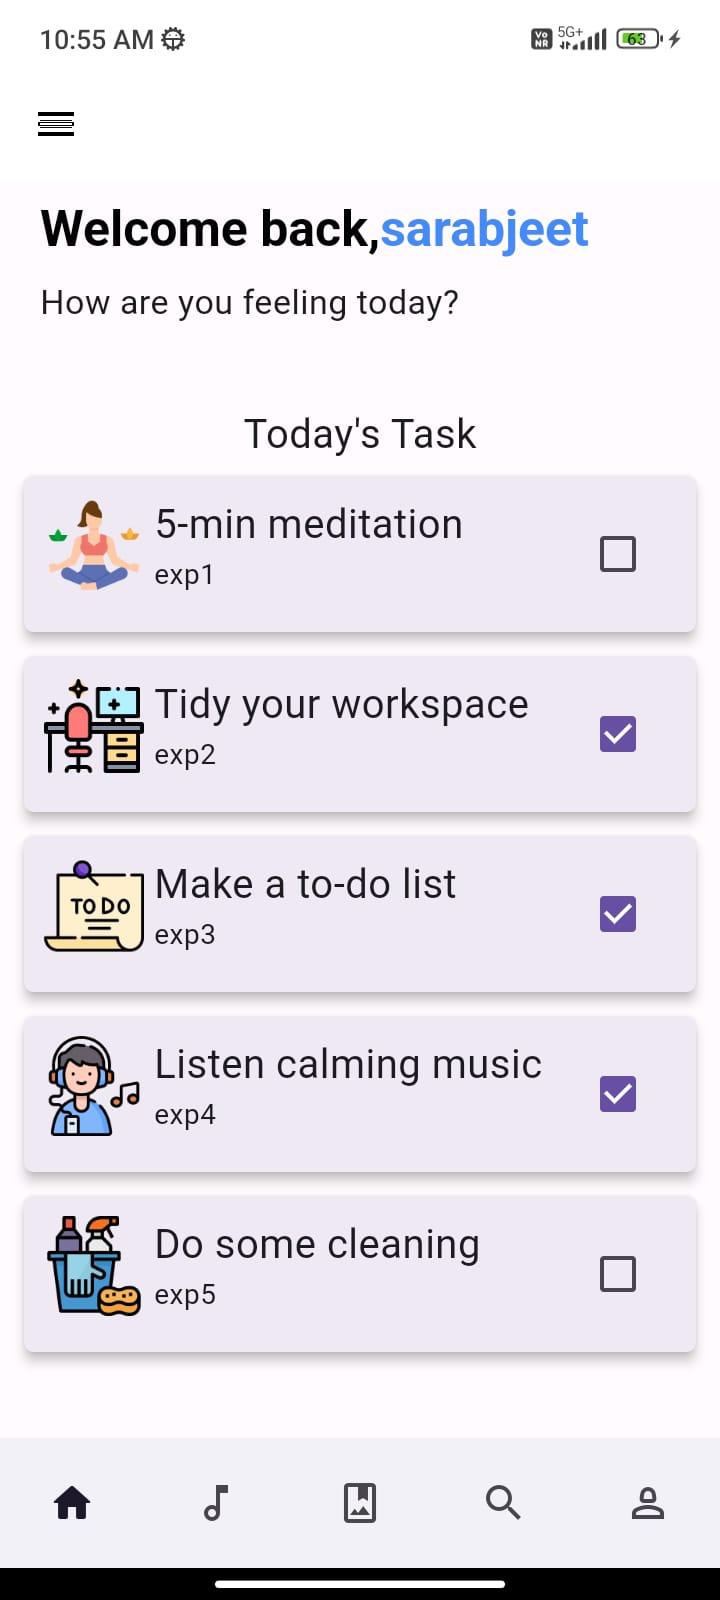 10:55 AM
Vo NR 5G+ 63
Welcome back,sarabjeet
How are you feeling today?
Today's Task
5-min meditation
exp1
Tidy your workspace
exp2
TO DO
Make a to-do list
exp3
Listen calming music
exp4
Do some cleaning
exp5